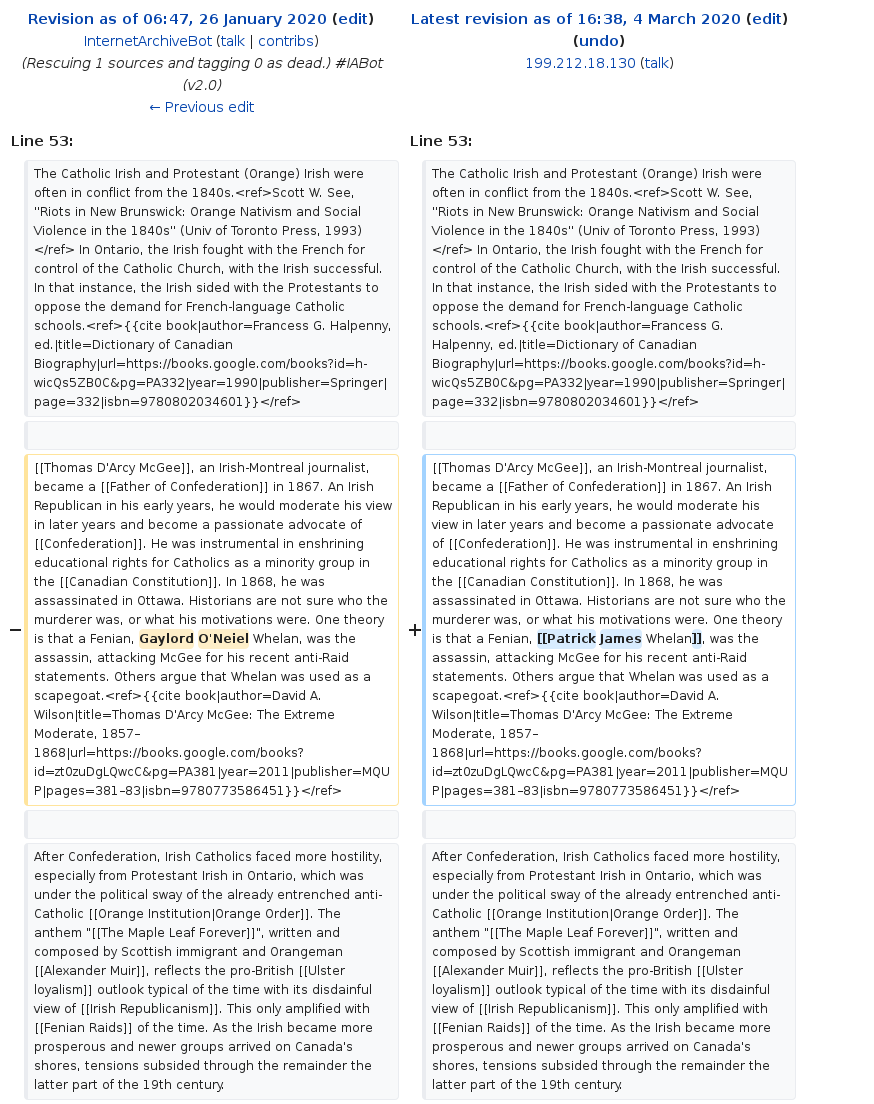 Revision as of 06:47, 26 January 2020 (edit)
InternetArchiveBot (talk | contribs)
(Rescuing 1 sources and tagging 0 as dead.) #IABot
(v2.0)
← Previous edit
Latest revision as of 16:38, 4 March 2020 (edit)
(undo)
199.212.18.130 (talk)
Line 53:
The Catholic Irish and Protestant (Orange) Irish were
often in conflict from the 1840s.<ref>Scott W. See,
"Riots in New Brunswick: Orange Nativism and Social
Violence in the 1840s" (Univ of Toronto Press, 1993)
</ref> In Ontario, the Irish fought with the French for
control of the Catholic Church, with the Irish successful.
In that instance, the Irish sided with the Protestants to
oppose the demand for French-language Catholic
schools.<ref>{{cite book|author=Francess G. Halpenny,
ed.|title=Dictionary of Canadian
Biography|url=https://books.google.com/books?id=h-
wicQs5ZB0C&pg=PA332|year=1990|publisher=Springer|
page=332|isbn=9780802034601}}</ref>
− [[Thomas D'Arcy McGee]], an Irish-Montreal journalist,
became a [[Father of Confederation]] in 1867. An Irish
Republican in his early years, he would moderate his view
in later years and become a passionate advocate of
[[Confederation]]. He was instrumental in enshrining
educational rights for Catholics as a minority group in
the [[Canadian Constitution]]. In 1868, he was
assassinated in Ottawa. Historians are not sure who the
murderer was, or what his motivations were. One theory
is that a Fenian, Gaylord O'Neiel Whelan, was the
assassin, attacking McGee for his recent anti-Raid
statements. Others argue that Whelan was used as a
scapegoat.<ref>{{cite book|author=David A.
Wilson|title=Thomas D'Arcy McGee: The Extreme
Moderate, 1857–
1868|url=https://books.google.com/books?
id=zt0zuDgLQwcC&pg=PA381|year=2011|publisher=MQU
P|pages=381–83|isbn=9780773586451}}</ref>
After Confederation, Irish Catholics faced more hostility,
especially from Protestant Irish in Ontario, which was
under the political sway of the already entrenched anti-
Catholic [[Orange Institution|Orange Order]]. The
anthem "[[The Maple Leaf Forever]]", written and
composed by Scottish immigrant and Orangeman
[[Alexander Muir]], reflects the pro-British [[Ulster
loyalism]] outlook typical of the time with its disdainful
view of [[Irish Republicanism]]. This only amplified with
[[Fenian Raids]] of the time. As the Irish became more
prosperous and newer groups arrived on Canada's
shores, tensions subsided through the remainder the
latter part of the 19th century.
Line 53:
The Catholic Irish and Protestant (Orange) Irish were
often in conflict from the 1840s.<ref>Scott W. See,
"Riots in New Brunswick: Orange Nativism and Social
Violence in the 1840s" (Univ of Toronto Press, 1993)
</ref> In Ontario, the Irish fought with the French for
control of the Catholic Church, with the Irish successful.
In that instance, the Irish sided with the Protestants to
oppose the demand for French-language Catholic
schools.<ref>{{cite book|author=Francess G.
Halpenny, ed.|title=Dictionary of Canadian
Biography|url=https://books.google.com/books?id=h-
wicQs5ZB0C&pg=PA332|year=1990|publisher=Springer|
page=332|isbn=9780802034601}}</ref>
+ [[Thomas D'Arcy McGee]], an Irish-Montreal journalist,
became a [[Father of Confederation]] in 1867. An Irish
Republican in his early years, he would moderate his
view in later years and become a passionate advocate
of [[Confederation]]. He was instrumental in enshrining
educational rights for Catholics as a minority group in
the [[Canadian Constitution]]. In 1868, he was
assassinated in Ottawa. Historians are not sure who the
murderer was, or what his motivations were. One theory
is that a Fenian, [[Patrick James Whelan]], was the
assassin, attacking McGee for his recent anti-Raid
statements. Others argue that Whelan was used as a
scapegoat.<ref>{{cite book|author=David A.
Wilson|title=Thomas D'Arcy McGee: The Extreme
Moderate, 1857–
1868|url=https://books.google.com/books?
id=zt0zuDgLQwcC&pg=PA381|year=2011|publisher=MQU
P|pages=381–83|isbn=9780773586451}}</ref>
After Confederation, Irish Catholics faced more hostility,
especially from Protestant Irish in Ontario, which was
under the political sway of the already entrenched anti-
Catholic [[Orange Institution|Orange Order]]. The
anthem "[[The Maple Leaf Forever]]", written and
composed by Scottish immigrant and Orangeman
[[Alexander Muir]], reflects the pro-British [[Ulster
loyalism]] outlook typical of the time with its disdainful
view of [[Irish Republicanism]]. This only amplified with
[[Fenian Raids]] of the time. As the Irish became more
prosperous and newer groups arrived on Canada's
shores, tensions subsided through the remainder the
latter part of the 19th century.